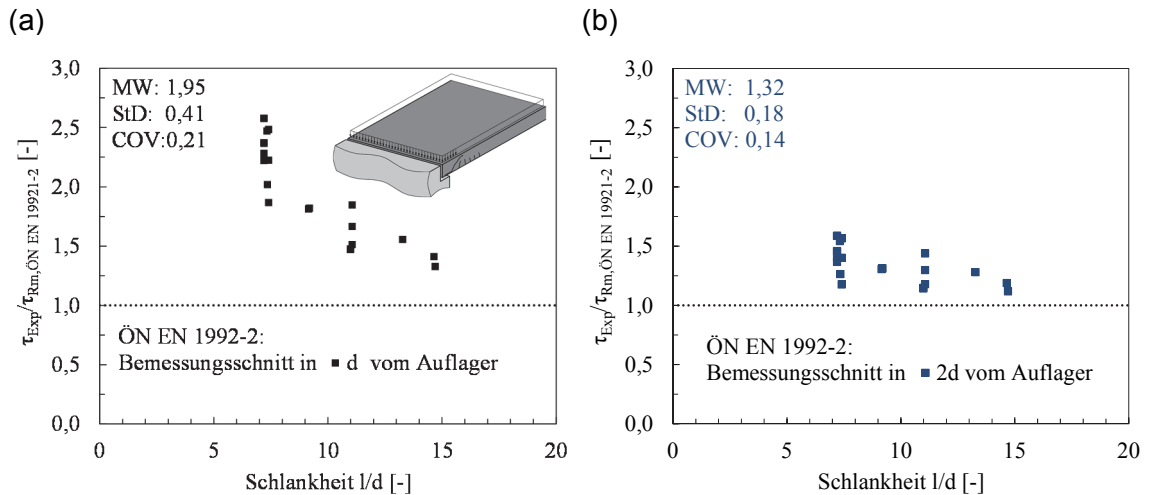 (a)
3,0
2,5
2,0
1,5
1,0
0,5
0,0
0
5
10
15
20
τExp/τRm,ÖN EN 19921-2 [-]
Schlankheit l/d [-]
MW: 1,95
StD: 0,41
COV:0,21
ÖN EN 1992-2:
Bemessungsschnitt in ▪ d vom Auflager
(b)
3,0
2,5
2,0
1,5
1,0
0,5
0,0
0
5
10
15
20
τExp/τRm,ÖN EN 19921-2 [-]
Schlankheit l/d [-]
MW: 1,32
StD: 0,18
COV: 0,14
ÖN EN 1992-2:
Bemessungsschnitt in ▪ 2d vom Auflager